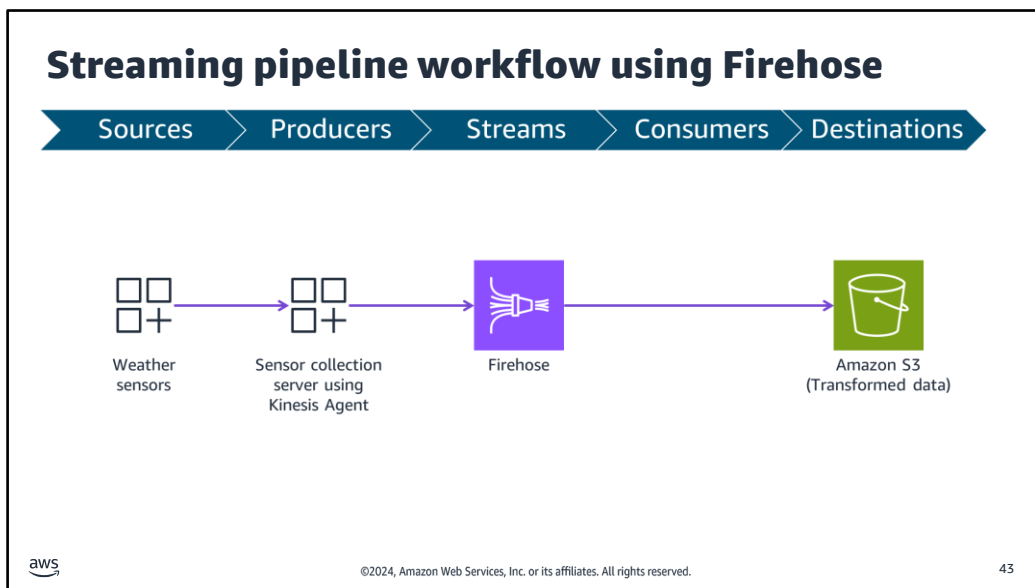 Streaming pipeline workflow using Firehose
Sources
Producers
Streams
Consumers
Destinations
Weather
sensors
Sensor collection
server using
Kinesis Agent
Firehose
Amazon S3
(Transformed data)
aws
©2024, Amazon Web Services, Inc. or its affiliates. All rights reserved.
43